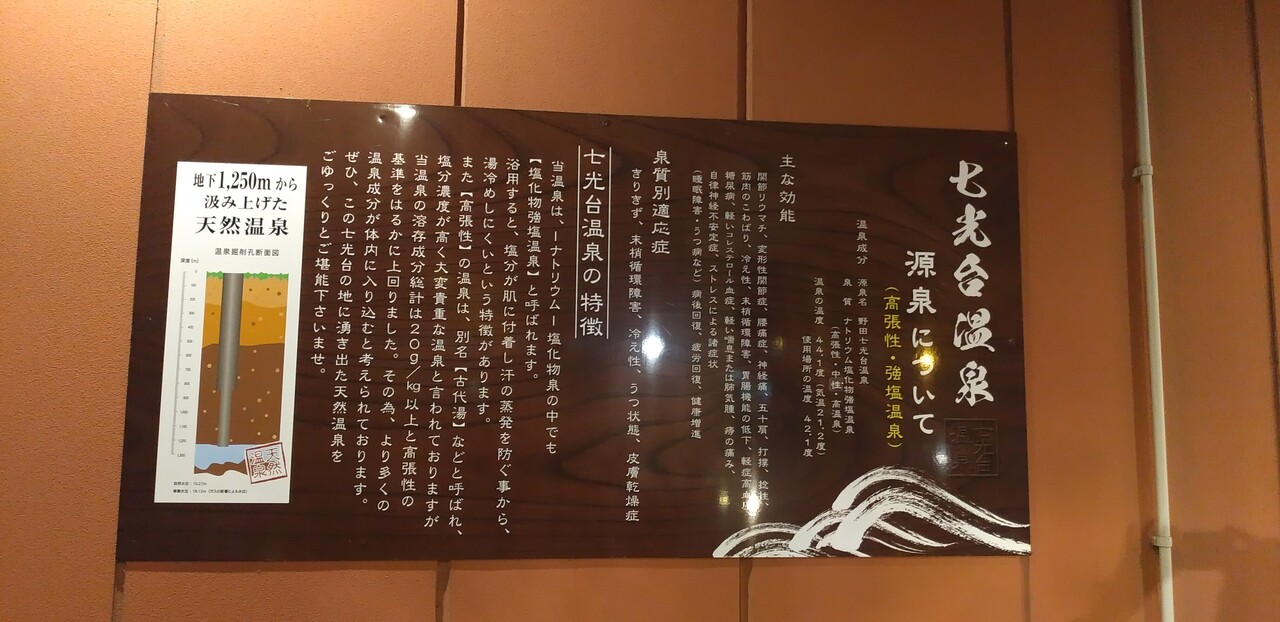 七光台温泉
源泉について
(高張性・強塩温泉)
温泉成分
源泉名 野田七光台温泉
泉質 ナトリウム塩化物強塩温泉
(高張性・中性・高温泉)
温泉の温度 44.1度(気温21.2度)
使用場所の温度 42.1度
主な効能
関節リウマチ、変形性関節症、腰痛症、神経痛、五十肩、打撲、捻挫、
筋肉のこわばり、冷え性、末梢循環障害、胃腸機能の低下、軽症高血圧、
糖尿病、軽いコレステロール血症、軽い喘息または肺気腫、痔の痛み、
自律神経不安定症、ストレスによる諸症状
(睡眠障害・うつ病など)病後回復、疲労回復、健康増進
泉質別適応症
きりきず、末梢循環障害、冷え性、うつ状態、皮膚乾燥症
七光台温泉の特徴
当温泉は、ーナトリウムー塩化物泉の中でも
【塩化物強塩温泉】と呼ばれます。
浴用すると、塩分が肌に付着し汗の蒸発を防ぐ事から、
湯冷めしにくいという特徴があります。
また【高張性】の温泉は、別名【古代湯】などと呼ばれ、
塩分濃度が高く大変貴重な温泉と言われておりますが
当温泉の溶存成分総計は20g/kg以上と高張性の
基準をはるかに上回りました。その為、より多くの
温泉成分が体内に入り込むと考えられております。
ぜひ、この七光台の地に湧き出た天然温泉を
ごゆっくりとご堪能下さいませ。
地下1,250mから
汲み上げた
天然温泉
温泉掘削孔断面図
深度(m)
天然
温泉